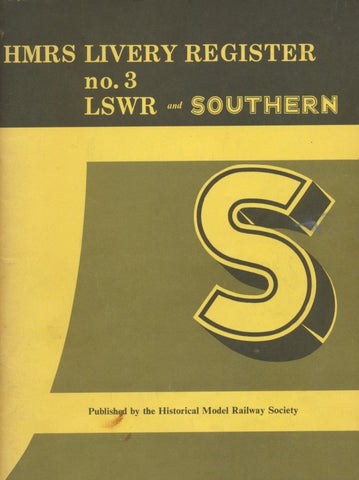 HMRS LIVERY REGISTER
no. 3
LSWR and SOUTHERN
S
Published by the Historical Model Railway Society